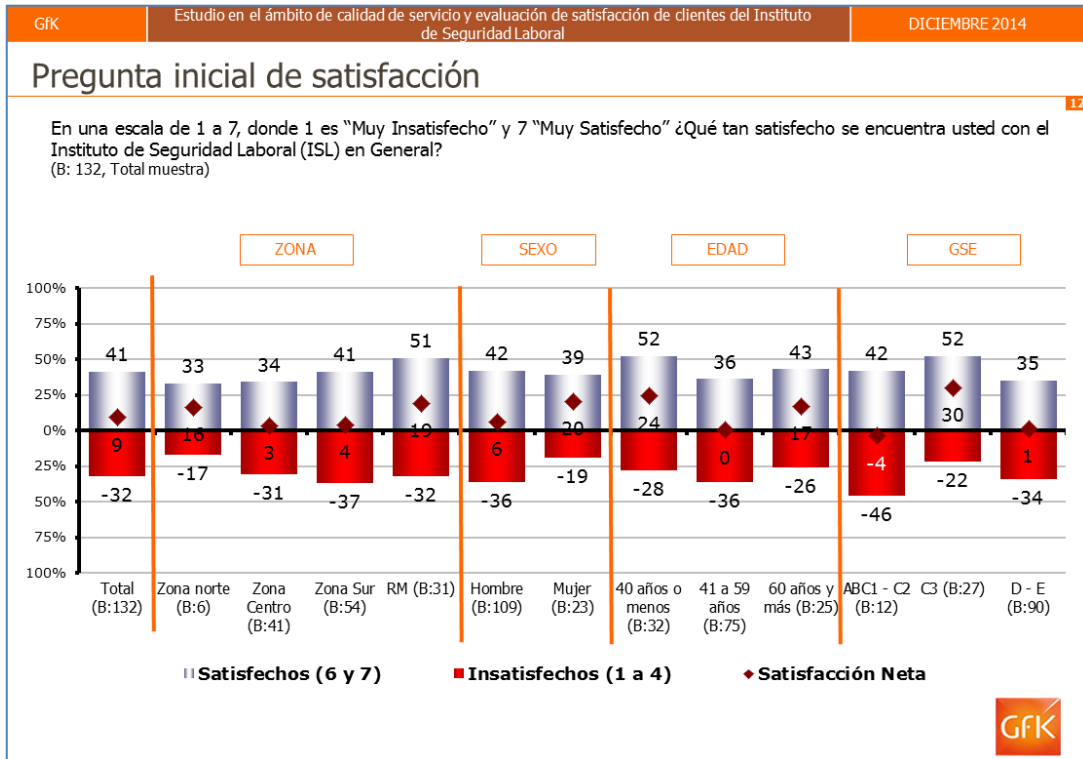 GfK
Estudio en el ámbito de calidad de servicio y evaluación de satisfacción de clientes del Instituto
de Seguridad Laboral
DICIEMBRE 2014
Pregunta inicial de satisfacción
12
En una escala de 1 a 7, donde 1 es “Muy Insatisfecho” y 7 “Muy Satisfecho” ¿Qué tan satisfecho se encuentra usted con el
Instituto de Seguridad Laboral (ISL) en General?
(B: 132, Total muestra)
ZONA SEXO EDAD GSE
100%
75%
50%
25%
0%
25%
50%
75%
100%
41 33 34 41 51 42 39 52 36 43 42 52 35
9 16 3 4 19 6 20 24 0 17 -4 30 1
-32 -17 -31 -37 -32 -36 -19 -28 -36 -26 -46 -22 -34
Total Zona norte Zona Zona Sur RM (B:31) Hombre Mujer 40 años o 41 a 59 60 años y ABC1 - C2 C3 (B:27) D - E
(B:132) (B:6) Centro (B:54) (B:109) (B:23) menos años más (B:25) (B:12) (B:90)
(B:41) (B:32) (B:75)
Satisfechos (6 y 7) Insatisfechos (1 a 4) Satisfacción Neta
GfK